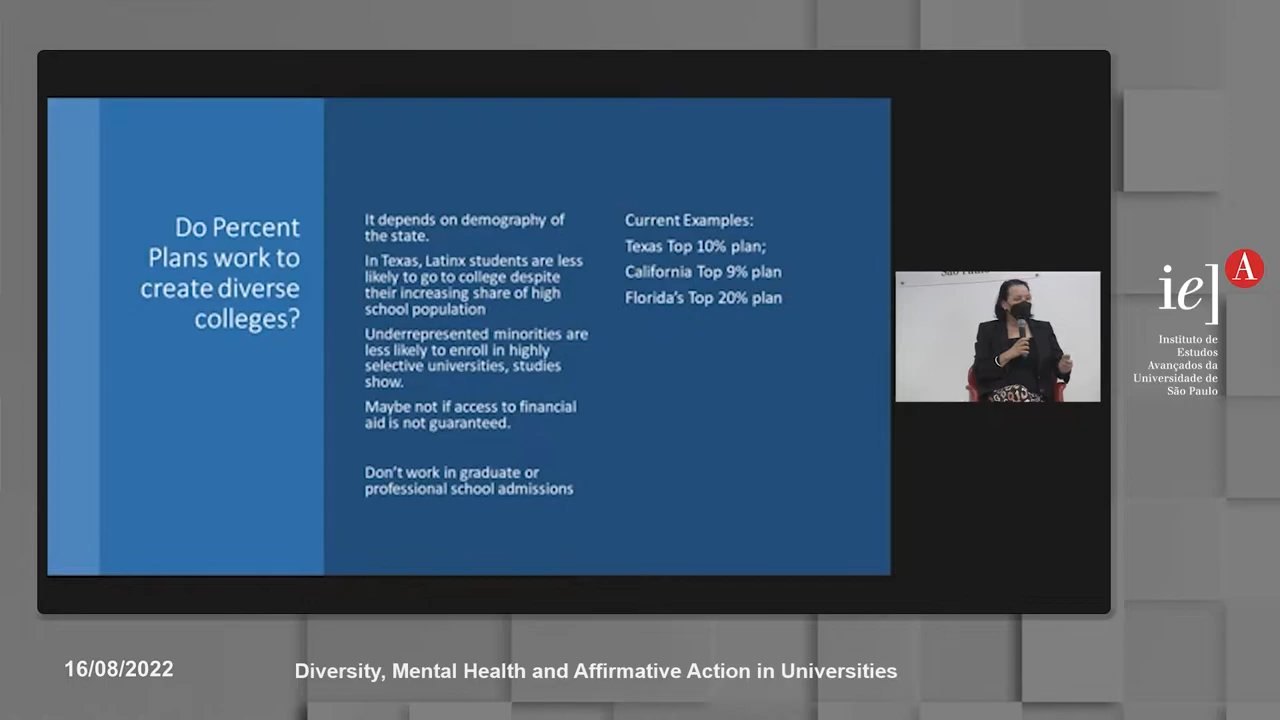 Do Percent
Plans work to
create diverse
colleges?
It depends on demography of
the state.
In Texas, Latinx students are less
likely to go to college despite
their increasing share of high
school population
Underrepresented minorities are
less likely to enroll in highly
selective universities, studies
show.
Maybe not if access to financial
aid is not guaranteed.
Don't work in graduate or
professional school admissions
Current Examples:
Texas Top 10% plan;
California Top 9% plan
Florida's Top 20% plan
São Paulo
ie] A
Instituto de
Estudos
Avançados da
Universidade de
São Paulo
16/08/2022
Diversity, Mental Health and Affirmative Action in Universities